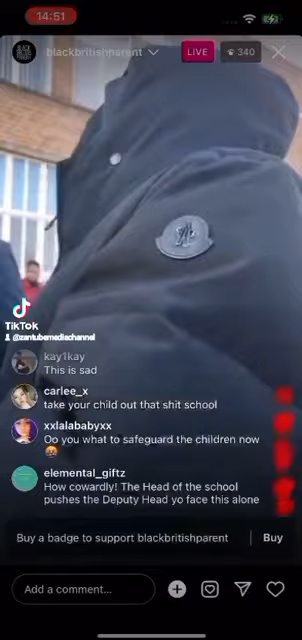 14:51
blackbritishparent
LIVE
340
TikTok
@zantubamediachannel
kay1kay
This is sad
carlee_x
take your child out that shit school
xxlalababyxx
Oo you what to safeguard the children now
elemental_giftz
How cowardly! The Head of the school
pushes the Deputy Head yo face this alone
Buy a badge to support blackbritishparent
Buy
Add a comment...